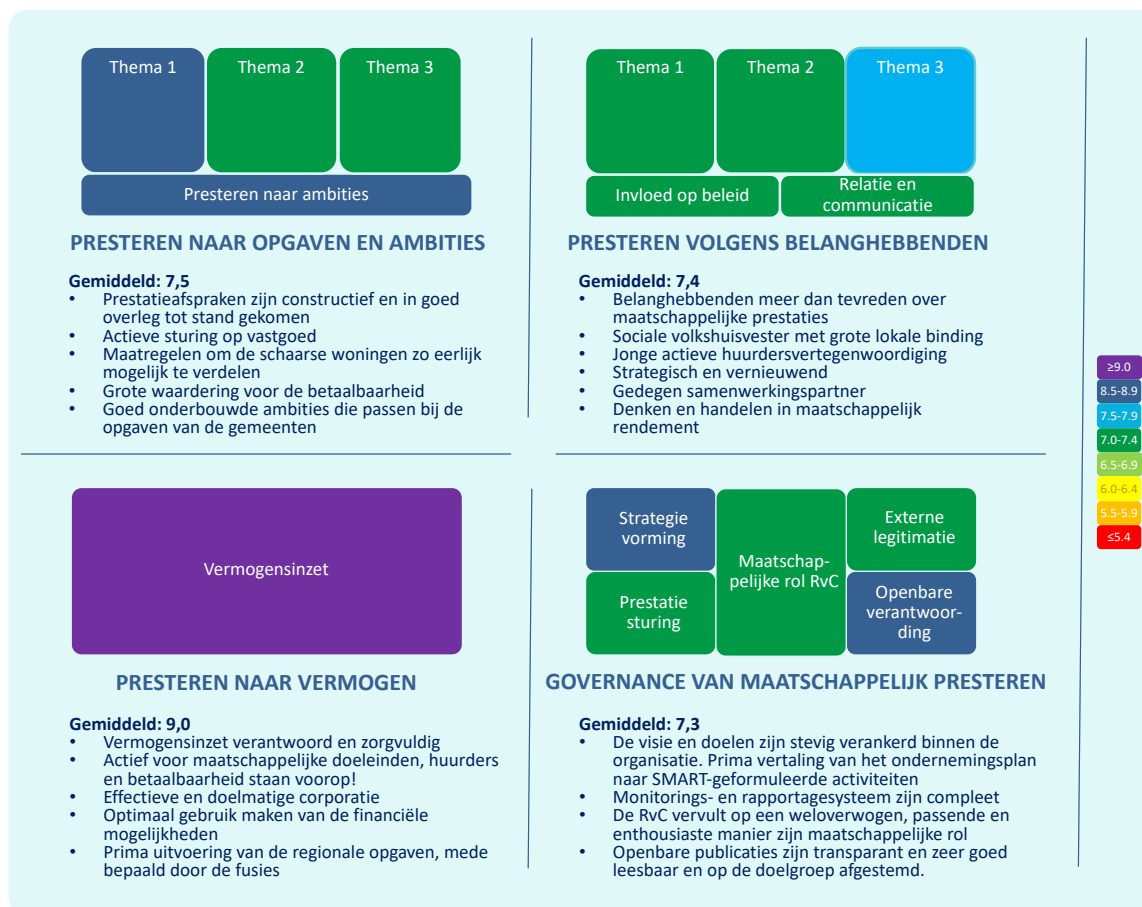 Thema 1
Thema 2
Thema 3
Presteren naar ambities
PRESTEREN NAAR OPGAVEN EN AMBITIES
Gemiddeld: 7,5
• Prestatieafspraken zijn constructief en in goed
overleg tot stand gekomen
• Actieve sturing op vastgoed
• Maatregelen om de schaarse woningen zo eerlijk
mogelijk te verdelen
• Grote waardering voor de betaalbaarheid
• Goed onderbouwde ambities die passen bij de
opgaven van de gemeenten
Thema 1
Thema 2
Thema 3
Invloed op beleid
Relatie en
communicatie
PRESTEREN VOLGENS BELANGHEBBENDEN
Gemiddeld: 7,4
• Belanghebbenden meer dan tevreden over
maatschappelijke prestaties
• Sociale volkshuisvester met grote lokale binding
• Jonge actieve huurdersvertegenwoordiging
• Strategisch en vernieuwend
• Gedegen samenwerkingspartner
• Denken en handelen in maatschappelijk
rendement
Vermogensinzet
PRESTEREN NAAR VERMOGEN
Gemiddeld: 9,0
• Vermogensinzet verantwoord en zorgvuldig
• Actief voor maatschappelijke doeleinden, huurders
en betaalbaarheid staan voorop!
• Effectieve en doelmatige corporatie
• Optimaal gebruik maken van de financiële
mogelijkheden
• Prima uitvoering van de regionale opgaven, mede
bepaald door de fusies
Strategie
vorming
Prestatie
sturing
Maatschap-
pelijke rol RvC
Externe
legitimatie
Openbare
verantwoor-
ding
GOVERNANCE VAN MAATSCHAPPELIJK PRESTEREN
Gemiddeld: 7,3
• De visie en doelen zijn stevig verankerd binnen de
organisatie. Prima vertaling van het ondernemingsplan
naar SMART-geformuleerde activiteiten
• Monitorings- en rapportagesysteem zijn compleet
• De RvC vervult op een weloverwogen, passende en
enthousiaste manier zijn maatschappelijke rol
• Openbare publicaties zijn transparant en zeer goed
leesbaar en op de doelgroep afgestemd.
≥9.0
8.5-8.9
7.5-7.9
7.0-7.4
6.5-6.9
6.0-6.4
5.5-5.9
≤5.4